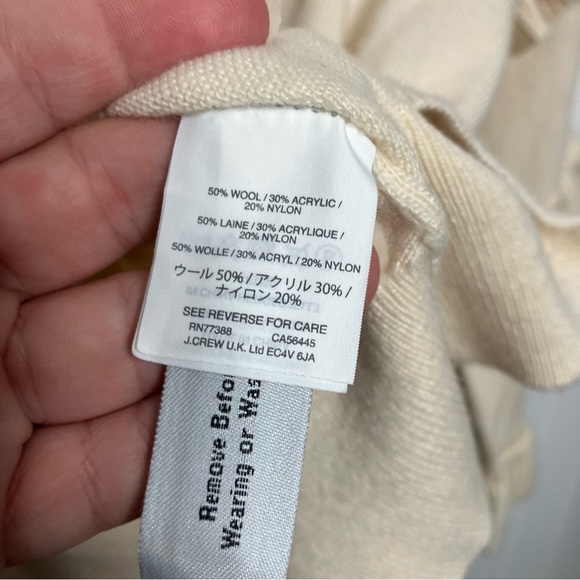 50% WOOL / 30% ACRYLIC /
20% NYLON
50% LAINE / 30% ACRYLIQUE /
20% NYLON
50% WOLLE / 30% ACRYL / 20% NYLON
ウール 50% / アクリル 30% /
ナイロン 20%
SEE REVERSE FOR CARE
RN77388 CA56445
J.CREW U.K. Ltd EC4V 6JA
Remove Before
Wearing or